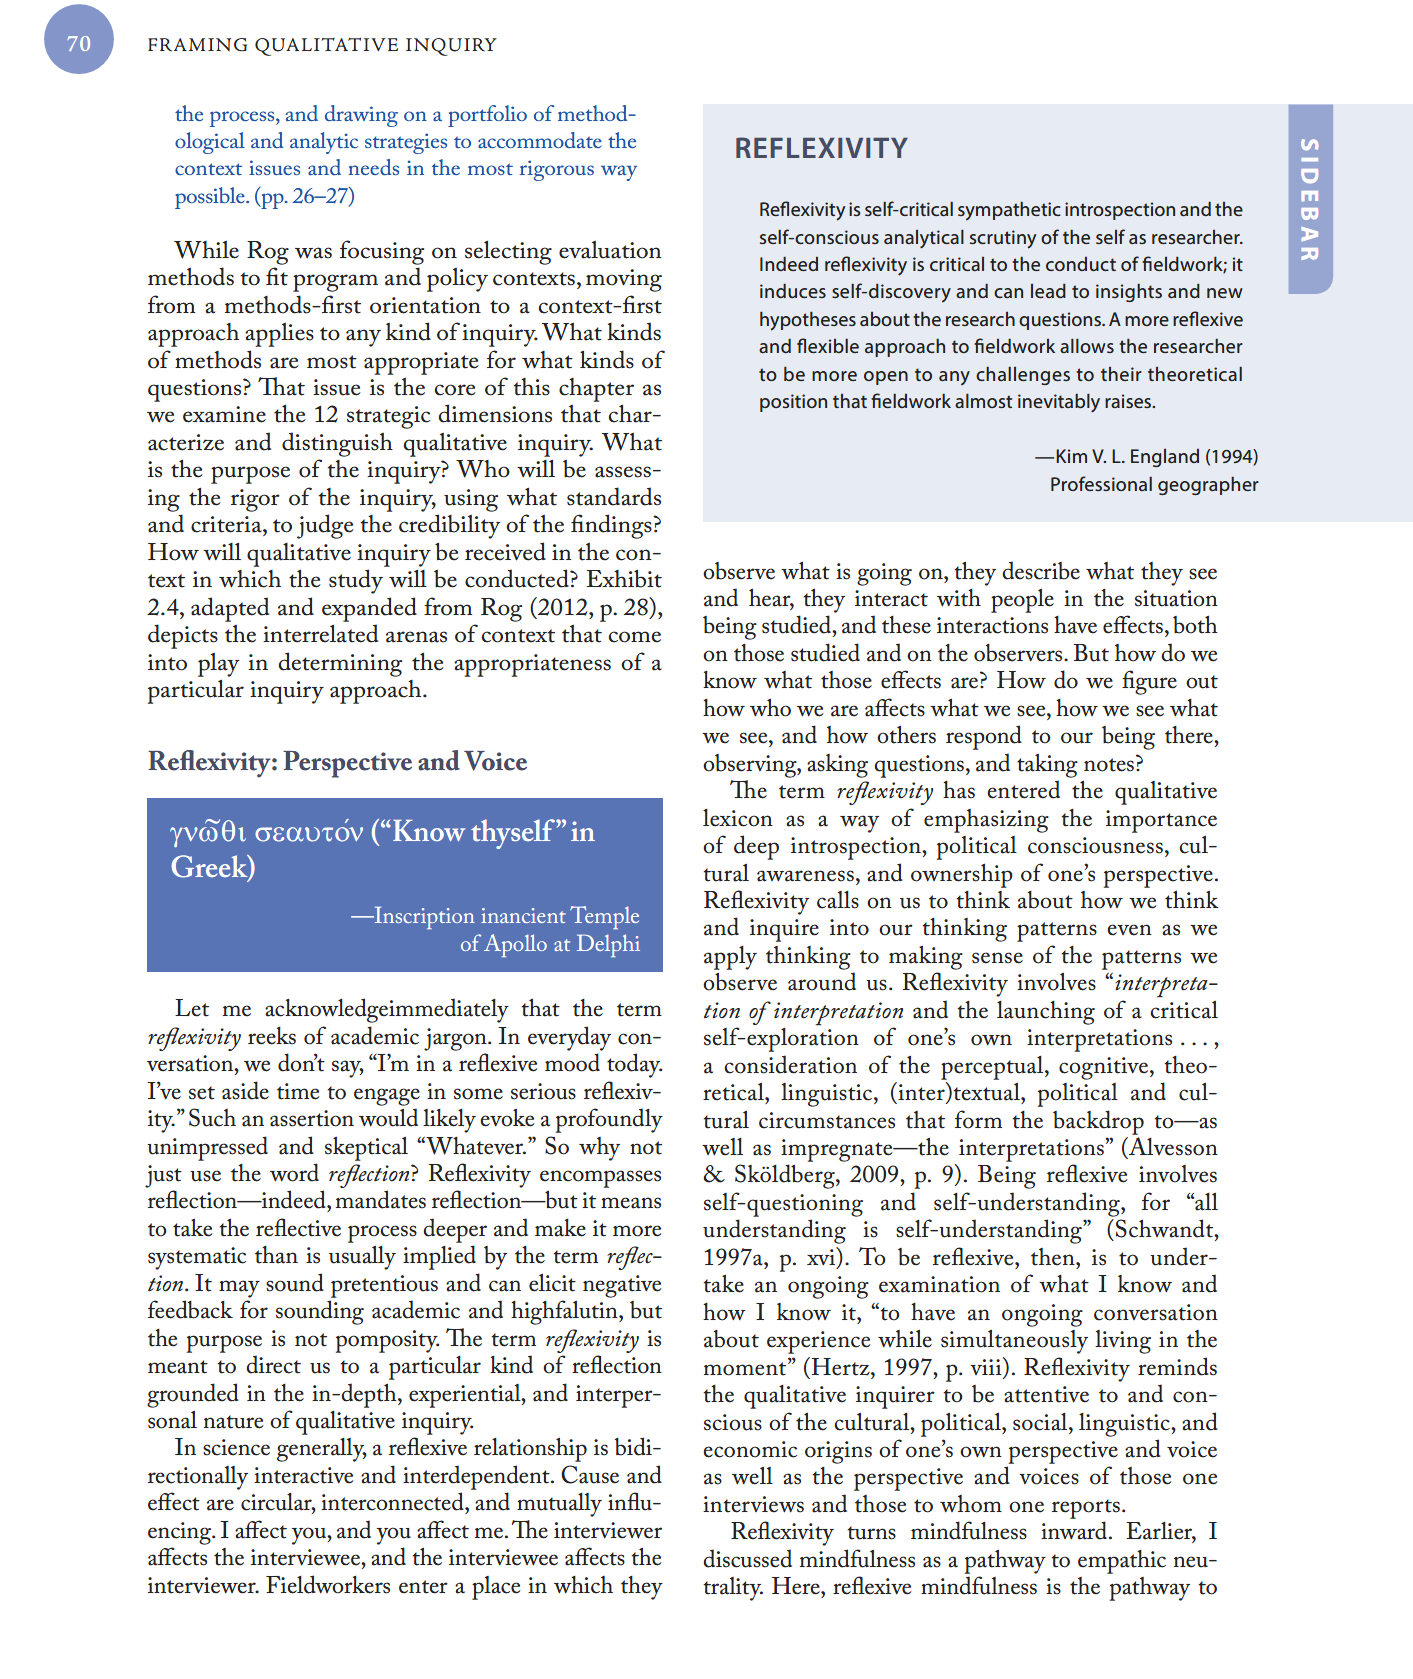 70
FRAMING QUALITATIVE INQUIRY
the process, and drawing on a portfolio of method-
ological and analytic strategies to accommodate the
context issues and needs in the most rigorous way
possible. (pp. 26–27)
While Rog was focusing on selecting evaluation
methods to fit program and policy contexts, moving
from a methods-first orientation to a context-first
approach applies to any kind of inquiry. What kinds
of methods are most appropriate for what kinds of
questions? That issue is the core of this chapter as
we examine the 12 strategic dimensions that char-
acterize and distinguish qualitative inquiry. What
is the purpose of the inquiry? Who will be assess-
ing the rigor of the inquiry, using what standards
and criteria, to judge the credibility of the findings?
How will qualitative inquiry be received in the con-
text in which the study will be conducted? Exhibit
2.4, adapted and expanded from Rog (2012, p. 28),
depicts the interrelated arenas of context that come
into play in determining the appropriateness of a
particular inquiry approach.
Reflexivity: Perspective and Voice
γνῶθι σεαυτόν (“Know thyself” in
Greek)
—Inscription inancient Temple
of Apollo at Delphi
Let me acknowledgeimmediately that the term
reflexivity reeks of academic jargon. In everyday con-
versation, we don’t say, “I’m in a reflexive mood today.
I’ve set aside time to engage in some serious reflexiv-
ity.” Such an assertion would likely evoke a profoundly
unimpressed and skeptical “Whatever.” So why not
just use the word reflection? Reflexivity encompasses
reflection—indeed, mandates reflection—but it means
to take the reflective process deeper and make it more
systematic than is usually implied by the term reflec-
tion. It may sound pretentious and can elicit negative
feedback for sounding academic and highfalutin, but
the purpose is not pomposity. The term reflexivity is
meant to direct us to a particular kind of reflection
grounded in the in-depth, experiential, and interper-
sonal nature of qualitative inquiry.
In science generally, a reflexive relationship is bidi-
rectionally interactive and interdependent. Cause and
effect are circular, interconnected, and mutually influ-
encing. I affect you, and you affect me. The interviewer
affects the interviewee, and the interviewee affects the
interviewer. Fieldworkers enter a place in which they
SIDEBAR
REFLEXIVITY
Reflexivity is self-critical sympathetic introspection and the
self-conscious analytical scrutiny of the self as researcher.
Indeed reflexivity is critical to the conduct of fieldwork; it
induces self-discovery and can lead to insights and new
hypotheses about the research questions. A more reflexive
and flexible approach to fieldwork allows the researcher
to be more open to any challenges to their theoretical
position that fieldwork almost inevitably raises.
—Kim V. L. England (1994)
Professional geographer
observe what is going on, they describe what they see
and hear, they interact with people in the situation
being studied, and these interactions have effects, both
on those studied and on the observers. But how do we
know what those effects are? How do we figure out
how who we are affects what we see, how we see what
we see, and how others respond to our being there,
observing, asking questions, and taking notes?
The term reflexivity has entered the qualitative
lexicon as a way of emphasizing the importance
of deep introspection, political consciousness, cul-
tural awareness, and ownership of one’s perspective.
Reflexivity calls on us to think about how we think
and inquire into our thinking patterns even as we
apply thinking to making sense of the patterns we
observe around us. Reflexivity involves “interpreta-
tion of interpretation and the launching of a critical
self-exploration of one’s own interpretations . . . ,
a consideration of the perceptual, cognitive, theo-
retical, linguistic, (inter)textual, political and cul-
tural circumstances that form the backdrop to—as
well as impregnate—the interpretations” (Alvesson
& Sköldberg, 2009, p. 9). Being reflexive involves
self-questioning and self-understanding, for “all
understanding is self-understanding” (Schwandt,
1997a, p. xvi). To be reflexive, then, is to under-
take an ongoing examination of what I know and
how I know it, “to have an ongoing conversation
about experience while simultaneously living in the
moment” (Hertz, 1997, p. viii). Reflexivity reminds
the qualitative inquirer to be attentive to and con-
scious of the cultural, political, social, linguistic, and
economic origins of one’s own perspective and voice
as well as the perspective and voices of those one
interviews and those to whom one reports.
Reflexivity turns mindfulness inward. Earlier, I
discussed mindfulness as a pathway to empathic neu-
trality. Here, reflexive mindfulness is the pathway to